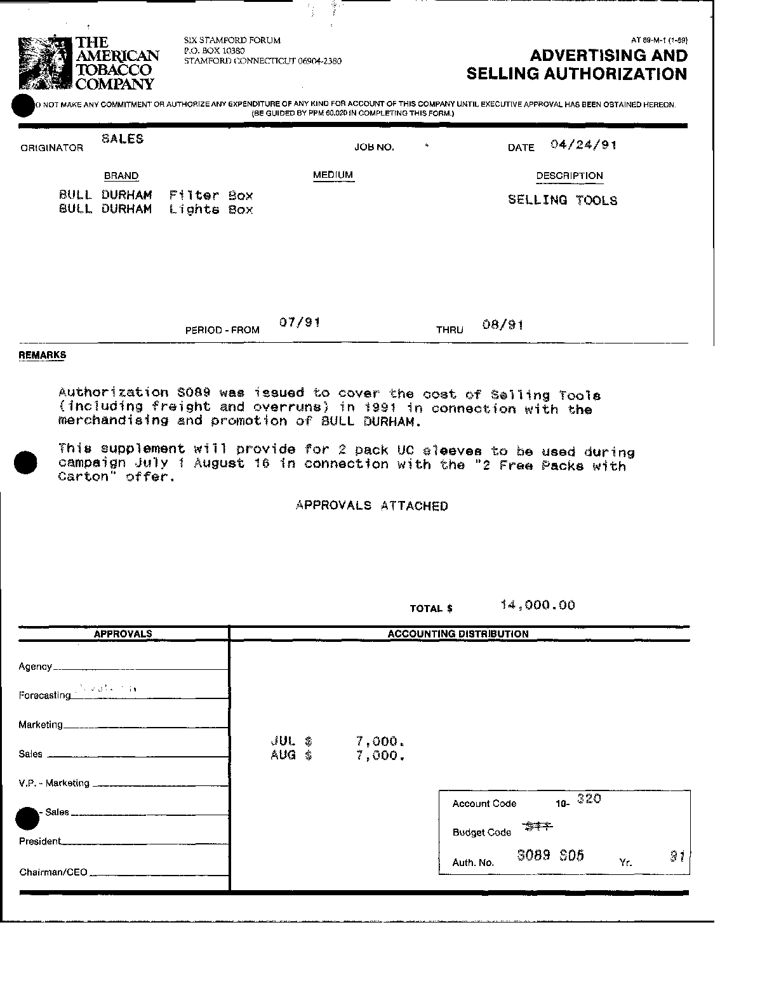 THE
AMERICAN
TOBACCO
COMPANY
SIX STAMFORD FORUM
P.O. BOX 10380
STAMFORD CONNECTICUT 06904-2380
AT 69-M-1 (1-89)
ADVERTISING AND
SELLING AUTHORIZATION
O NOT MAKE ANY COMMITMENT OR AUTHORIZE ANY EXPENDITURE OF ANY KIND FOR ACCOUNT OF THIS COMPANY UNTIL EXECUTIVE APPROVAL HAS BEEN OBTAINED HEREON.
(BE GUIDED BY PPM 60.020 IN COMPLETING THIS FORM.)
ORIGINATOR SALES JOB NO. DATE 04/24/91
BRAND MEDIUM DESCRIPTION
BULL DURHAM Filter Box SELLING TOOLS
BULL DURHAM Lights Box
PERIOD - FROM 07/91 THRU 08/91
REMARKS
Authorization S089 was issued to cover the cost of Selling Tools
(including freight and overruns) in 1991 in connection with the
merchandising and promotion of BULL DURHAM.
This supplement will provide for 2 pack UC sleeves to be used during
campaign July 1 August 16 in connection with the "2 Free Packs with
Carton" offer.
APPROVALS ATTACHED
TOTAL $ 14,000.00
APPROVALS ACCOUNTING DISTRIBUTION
Agency
Forecasting
Marketing
JUL $ 7,000.
Sales AUG $ 7,000.
V.P. - Marketing
Account Code 10- 320
- Sales
Budget Code
President
Auth. No. S089 S05 Yr. 91
Chairman/CEO